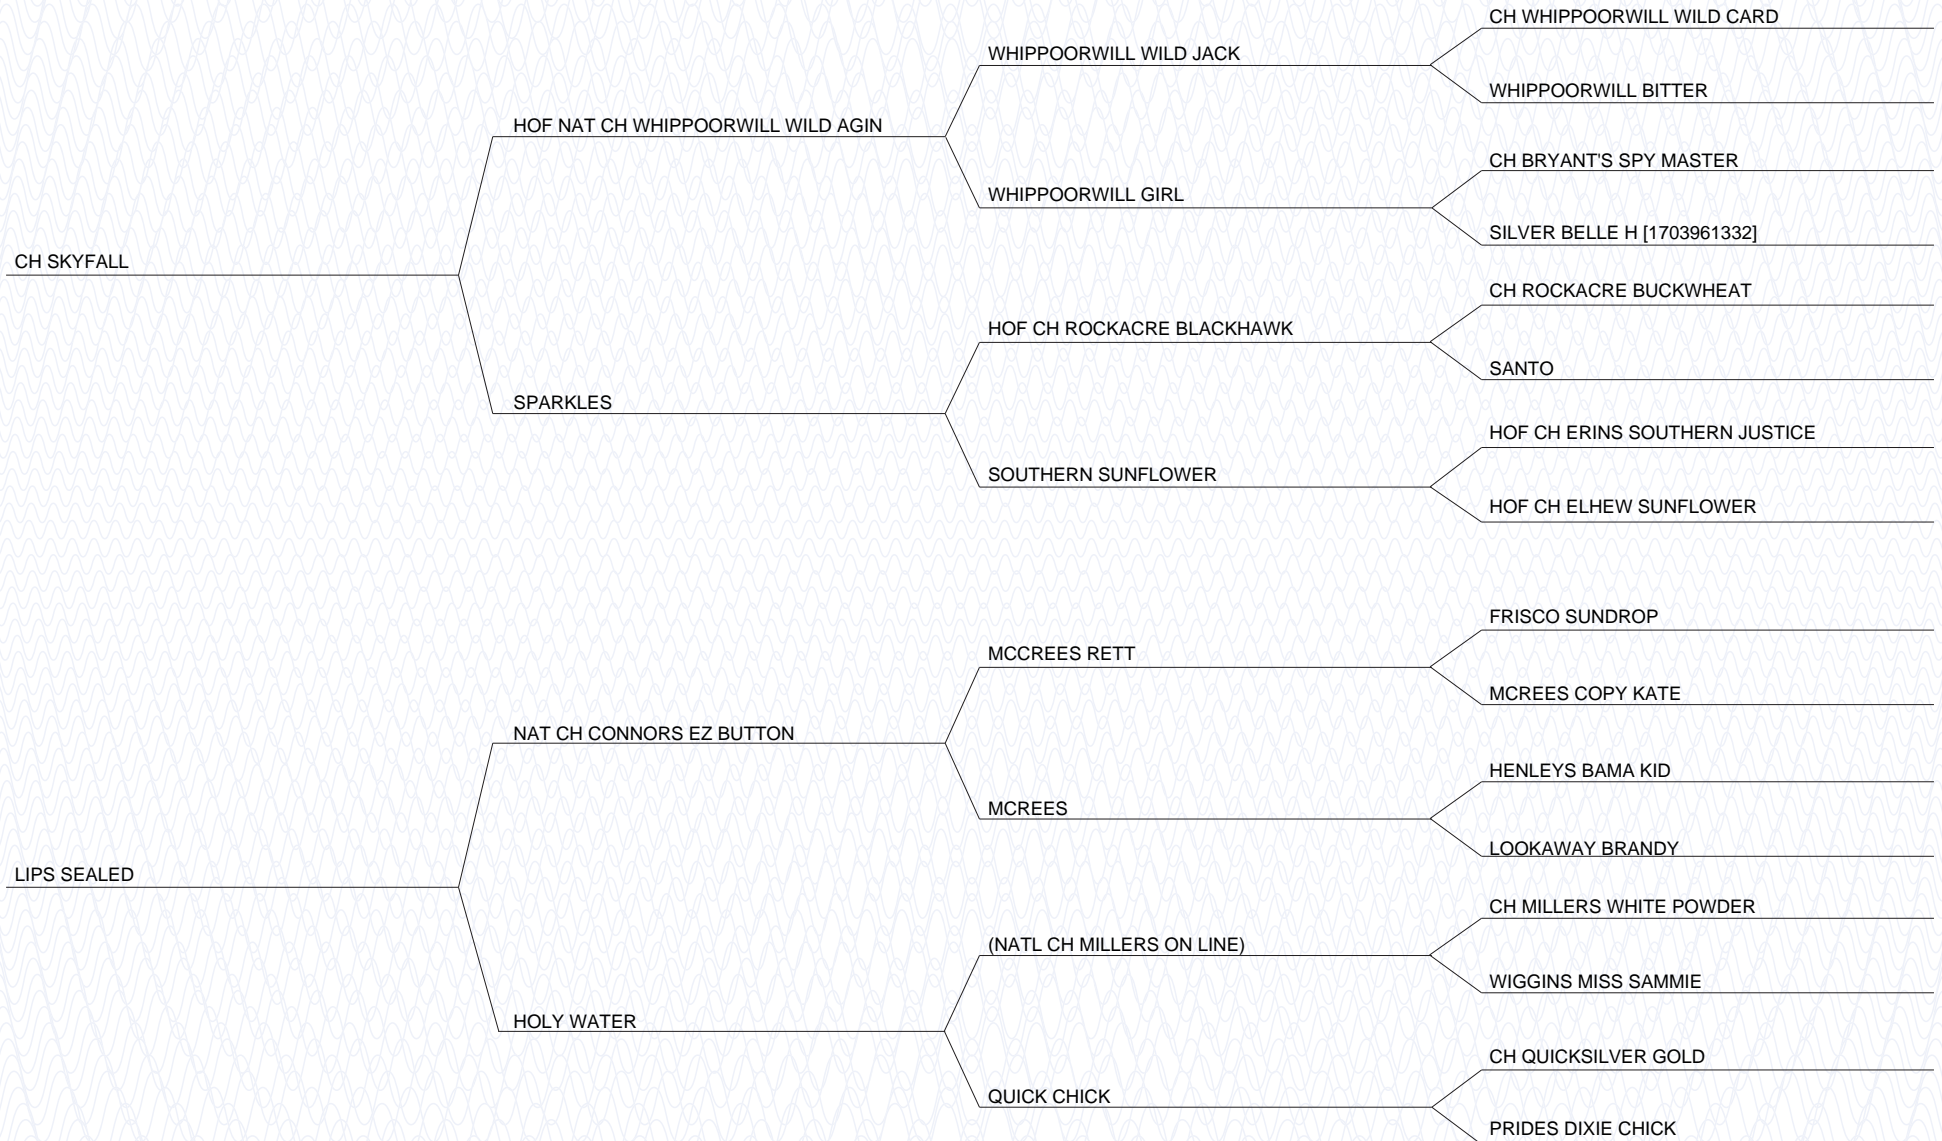 CH WHIPPOORWILL WILD CARD
WHIPPOORWILL WILD JACK
WHIPPOORWILL BITTER
HOF NAT CH WHIPPOORWILL WILD AGIN
CH BRYANT'S SPY MASTER
WHIPPOORWILL GIRL
SILVER BELLE H [1703961332]
CH SKYFALL
CH ROCKACRE BUCKWHEAT
HOF CH ROCKACRE BLACKHAWK
SANTO
SPARKLES
HOF CH ERINS SOUTHERN JUSTICE
SOUTHERN SUNFLOWER
HOF CH ELHEW SUNFLOWER
FRISCO SUNDROP
MCCREES RETT
MCREES COPY KATE
NAT CH CONNORS EZ BUTTON
HENLEYS BAMA KID
MCREES
LOOKAWAY BRANDY
LIPS SEALED
CH MILLERS WHITE POWDER
(NATL CH MILLERS ON LINE)
WIGGINS MISS SAMMIE
HOLY WATER
CH QUICKSILVER GOLD
QUICK CHICK
PRIDES DIXIE CHICK